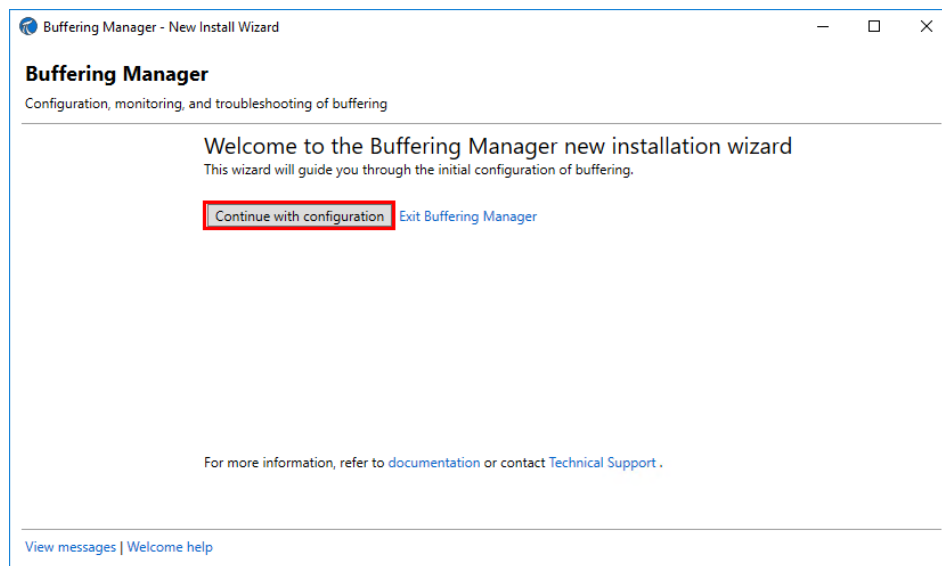 Buffering Manager - New Install Wizard
Buffering Manager
Configuration, monitoring, and troubleshooting of buffering
Welcome to the Buffering Manager new installation wizard
This wizard will guide you through the initial configuration of buffering.
Continue with configuration Exit Buffering Manager
For more information, refer to documentation or contact Technical Support .
View messages | Welcome help